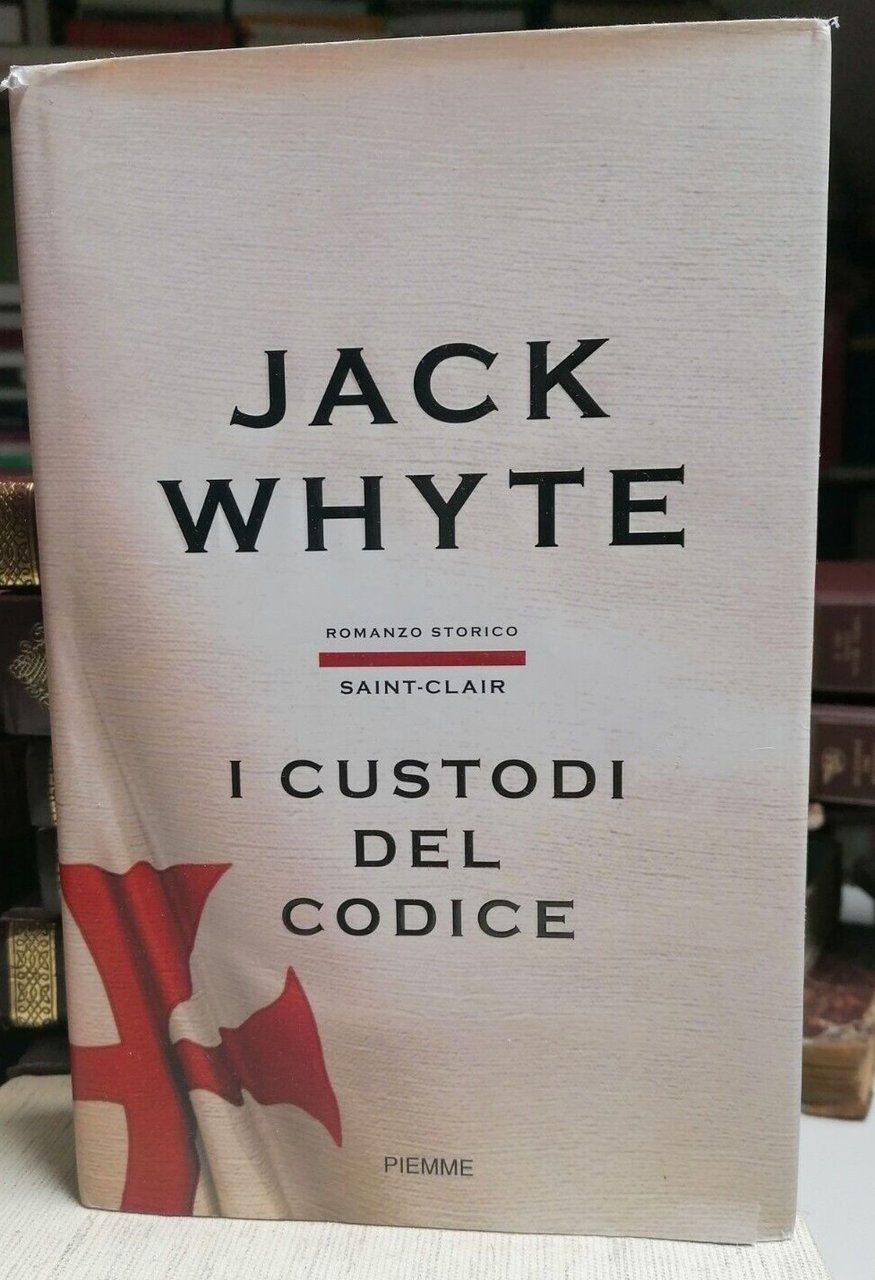 JACK
WHYTE
ROMANZO STORICO
SAINT-CLAIR
I CUSTODI
DEL
CODICE
PIEMME